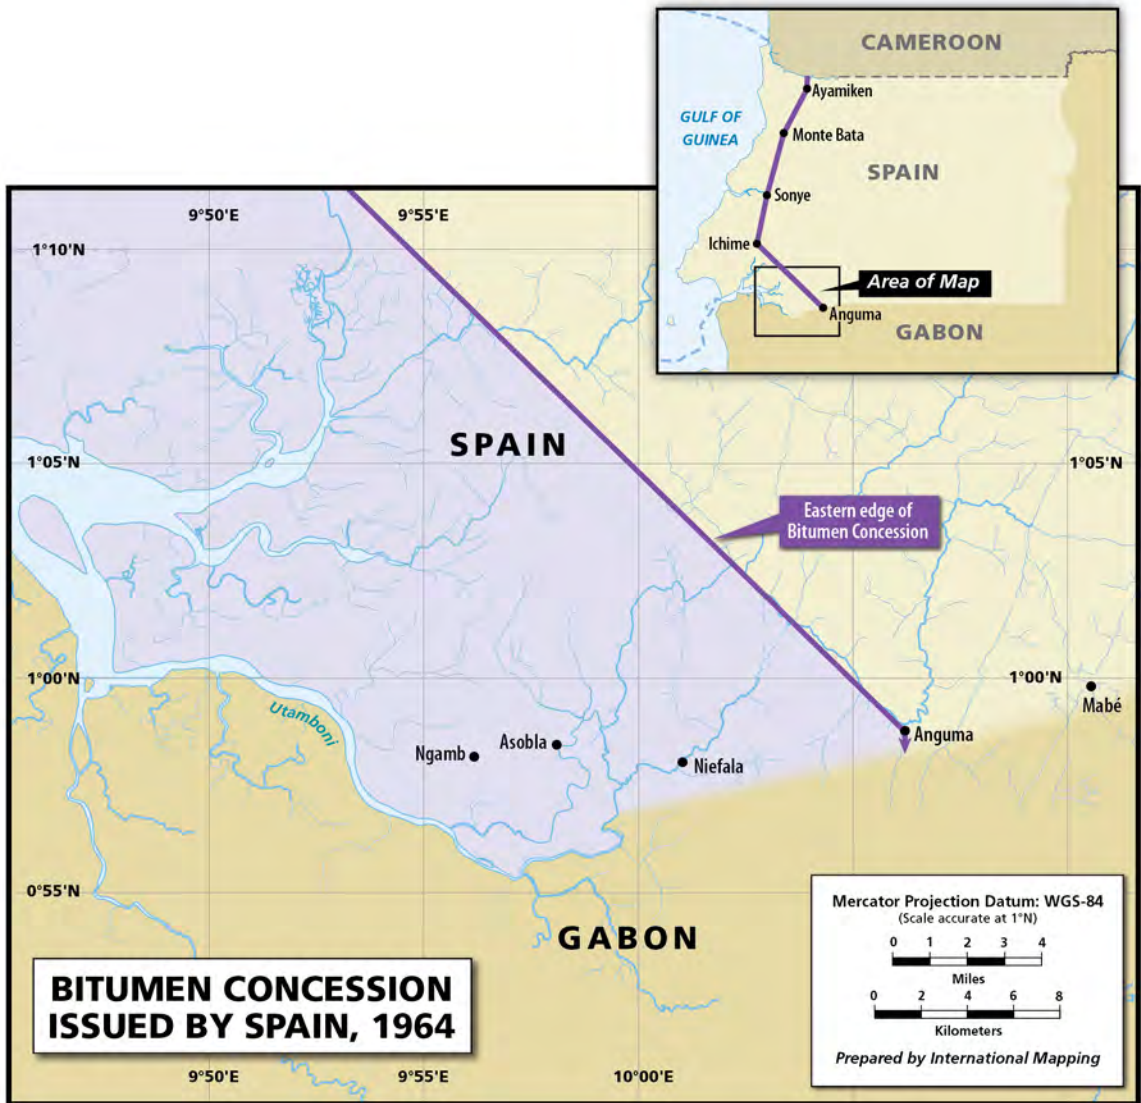 CAMEROON
Ayamiken
GULF OF
GUINEA
Monte Bata
SPAIN
Sonye
Ichime
Area of Map
Anguma
GABON
9°50'E
9°55'E
1°10'N
SPAIN
1°05'N
1°05'N
Eastern edge of
Bitumen Concession
1°00'N
1°00'N
Mabé
Utamboni
Anguma
Asobla
Ngamb
Niefala
0°55'N
GABON
Mercator Projection Datum: WGS-84
(Scale accurate at 1°N)
0 1 2 3 4
Miles
0 2 4 6 8
Kilometers
Prepared by International Mapping
BITUMEN CONCESSION
ISSUED BY SPAIN, 1964
9°50'E
9°55'E
10°00'E